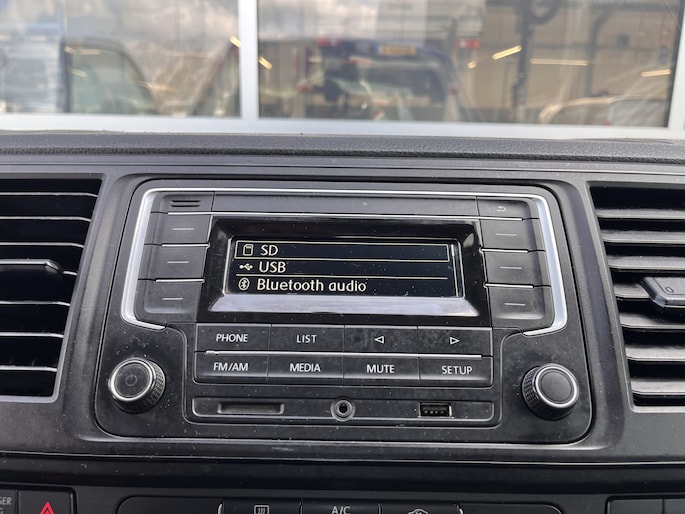 SD
USB
Bluetooth audio
PHONE LIST
FM/AM MEDIA MUTE SETUP
A/C